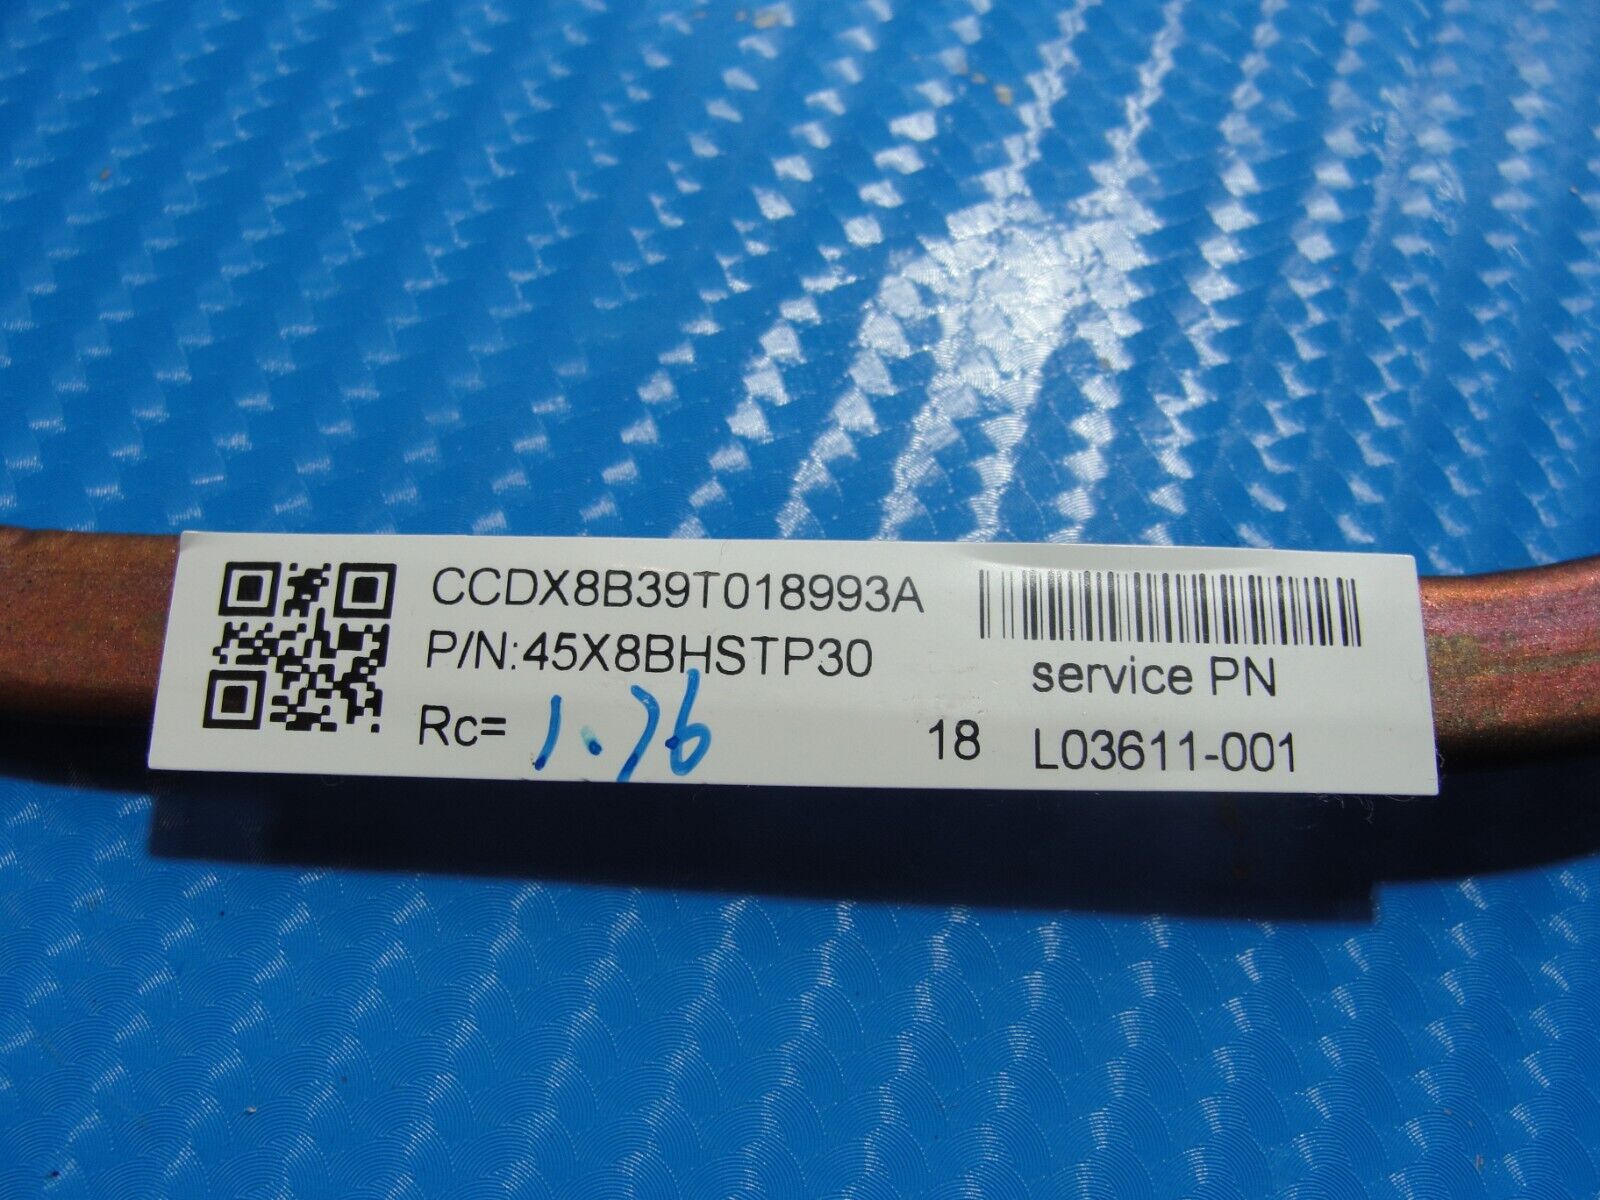 CCDX8B39T018993A
P/N:45X8BHSTP30
service PN
Rc= 1.76 18 L03611-001